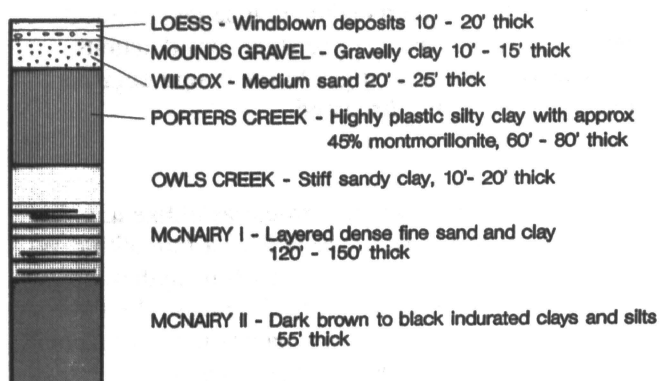 LOESS - Windblown deposits 10' - 20' thick
MOUNDS GRAVEL - Gravelly clay 10' - 15' thick
WILCOX - Medium sand 20' - 25' thick
PORTERS CREEK - Highly plastic silty clay with approx
45% montmorillonite, 60' - 80' thick
OWLS CREEK - Stiff sandy clay, 10'- 20' thick
MCNAIRY I - Layered dense fine sand and clay
120' - 150' thick
MCNAIRY II - Dark brown to black indurated clays and silts
55' thick